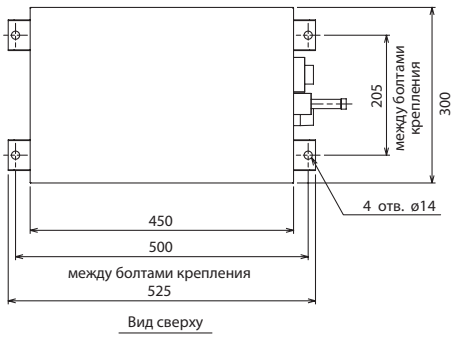 205
между болтами
крепления
300
4 отв. ø14
450
500
между болтами крепления
525
Вид сверху